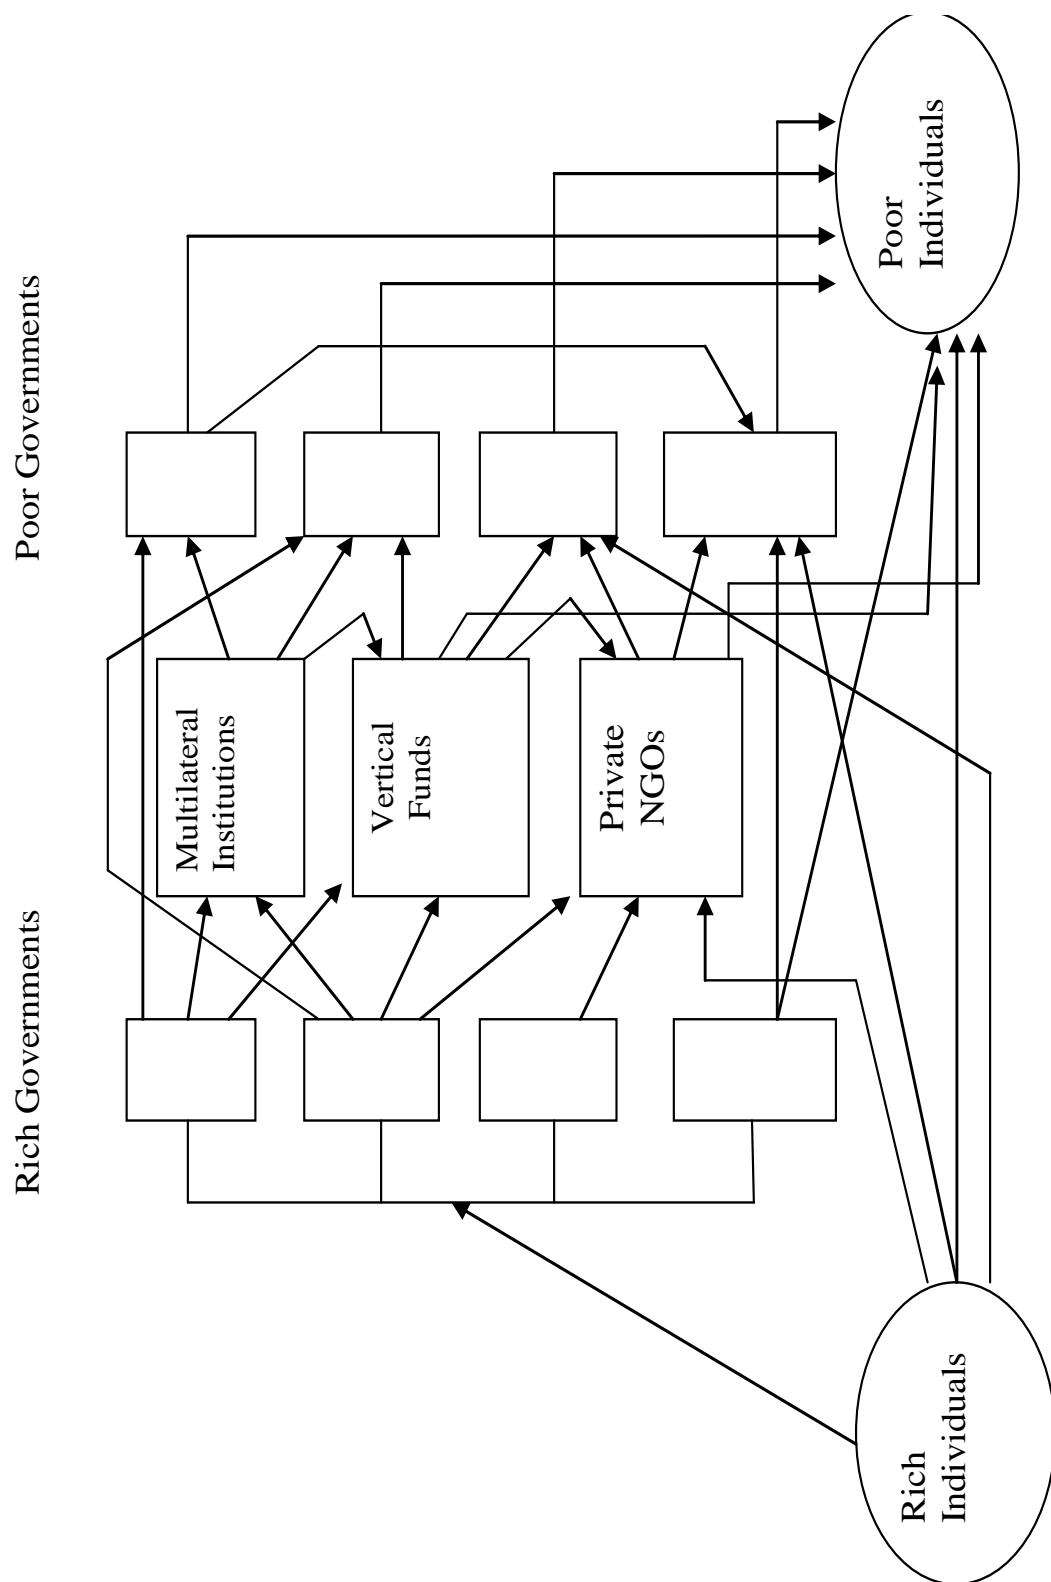 Rich Governments
Poor Governments
Multilateral
Institutions
Vertical
Funds
Private
NGOs
Rich
Individuals
Poor
Individuals